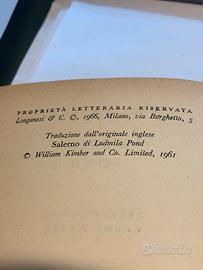 PROPRIETÀ LETTERARIA RISERVATA
Longanesi & C. ©, 1966, Milano, via Borghetto, 5
Traduzione dall'originale inglese
Salerno di Ludmila Pond
© William Kimber and Co. Limited, 1961
subito